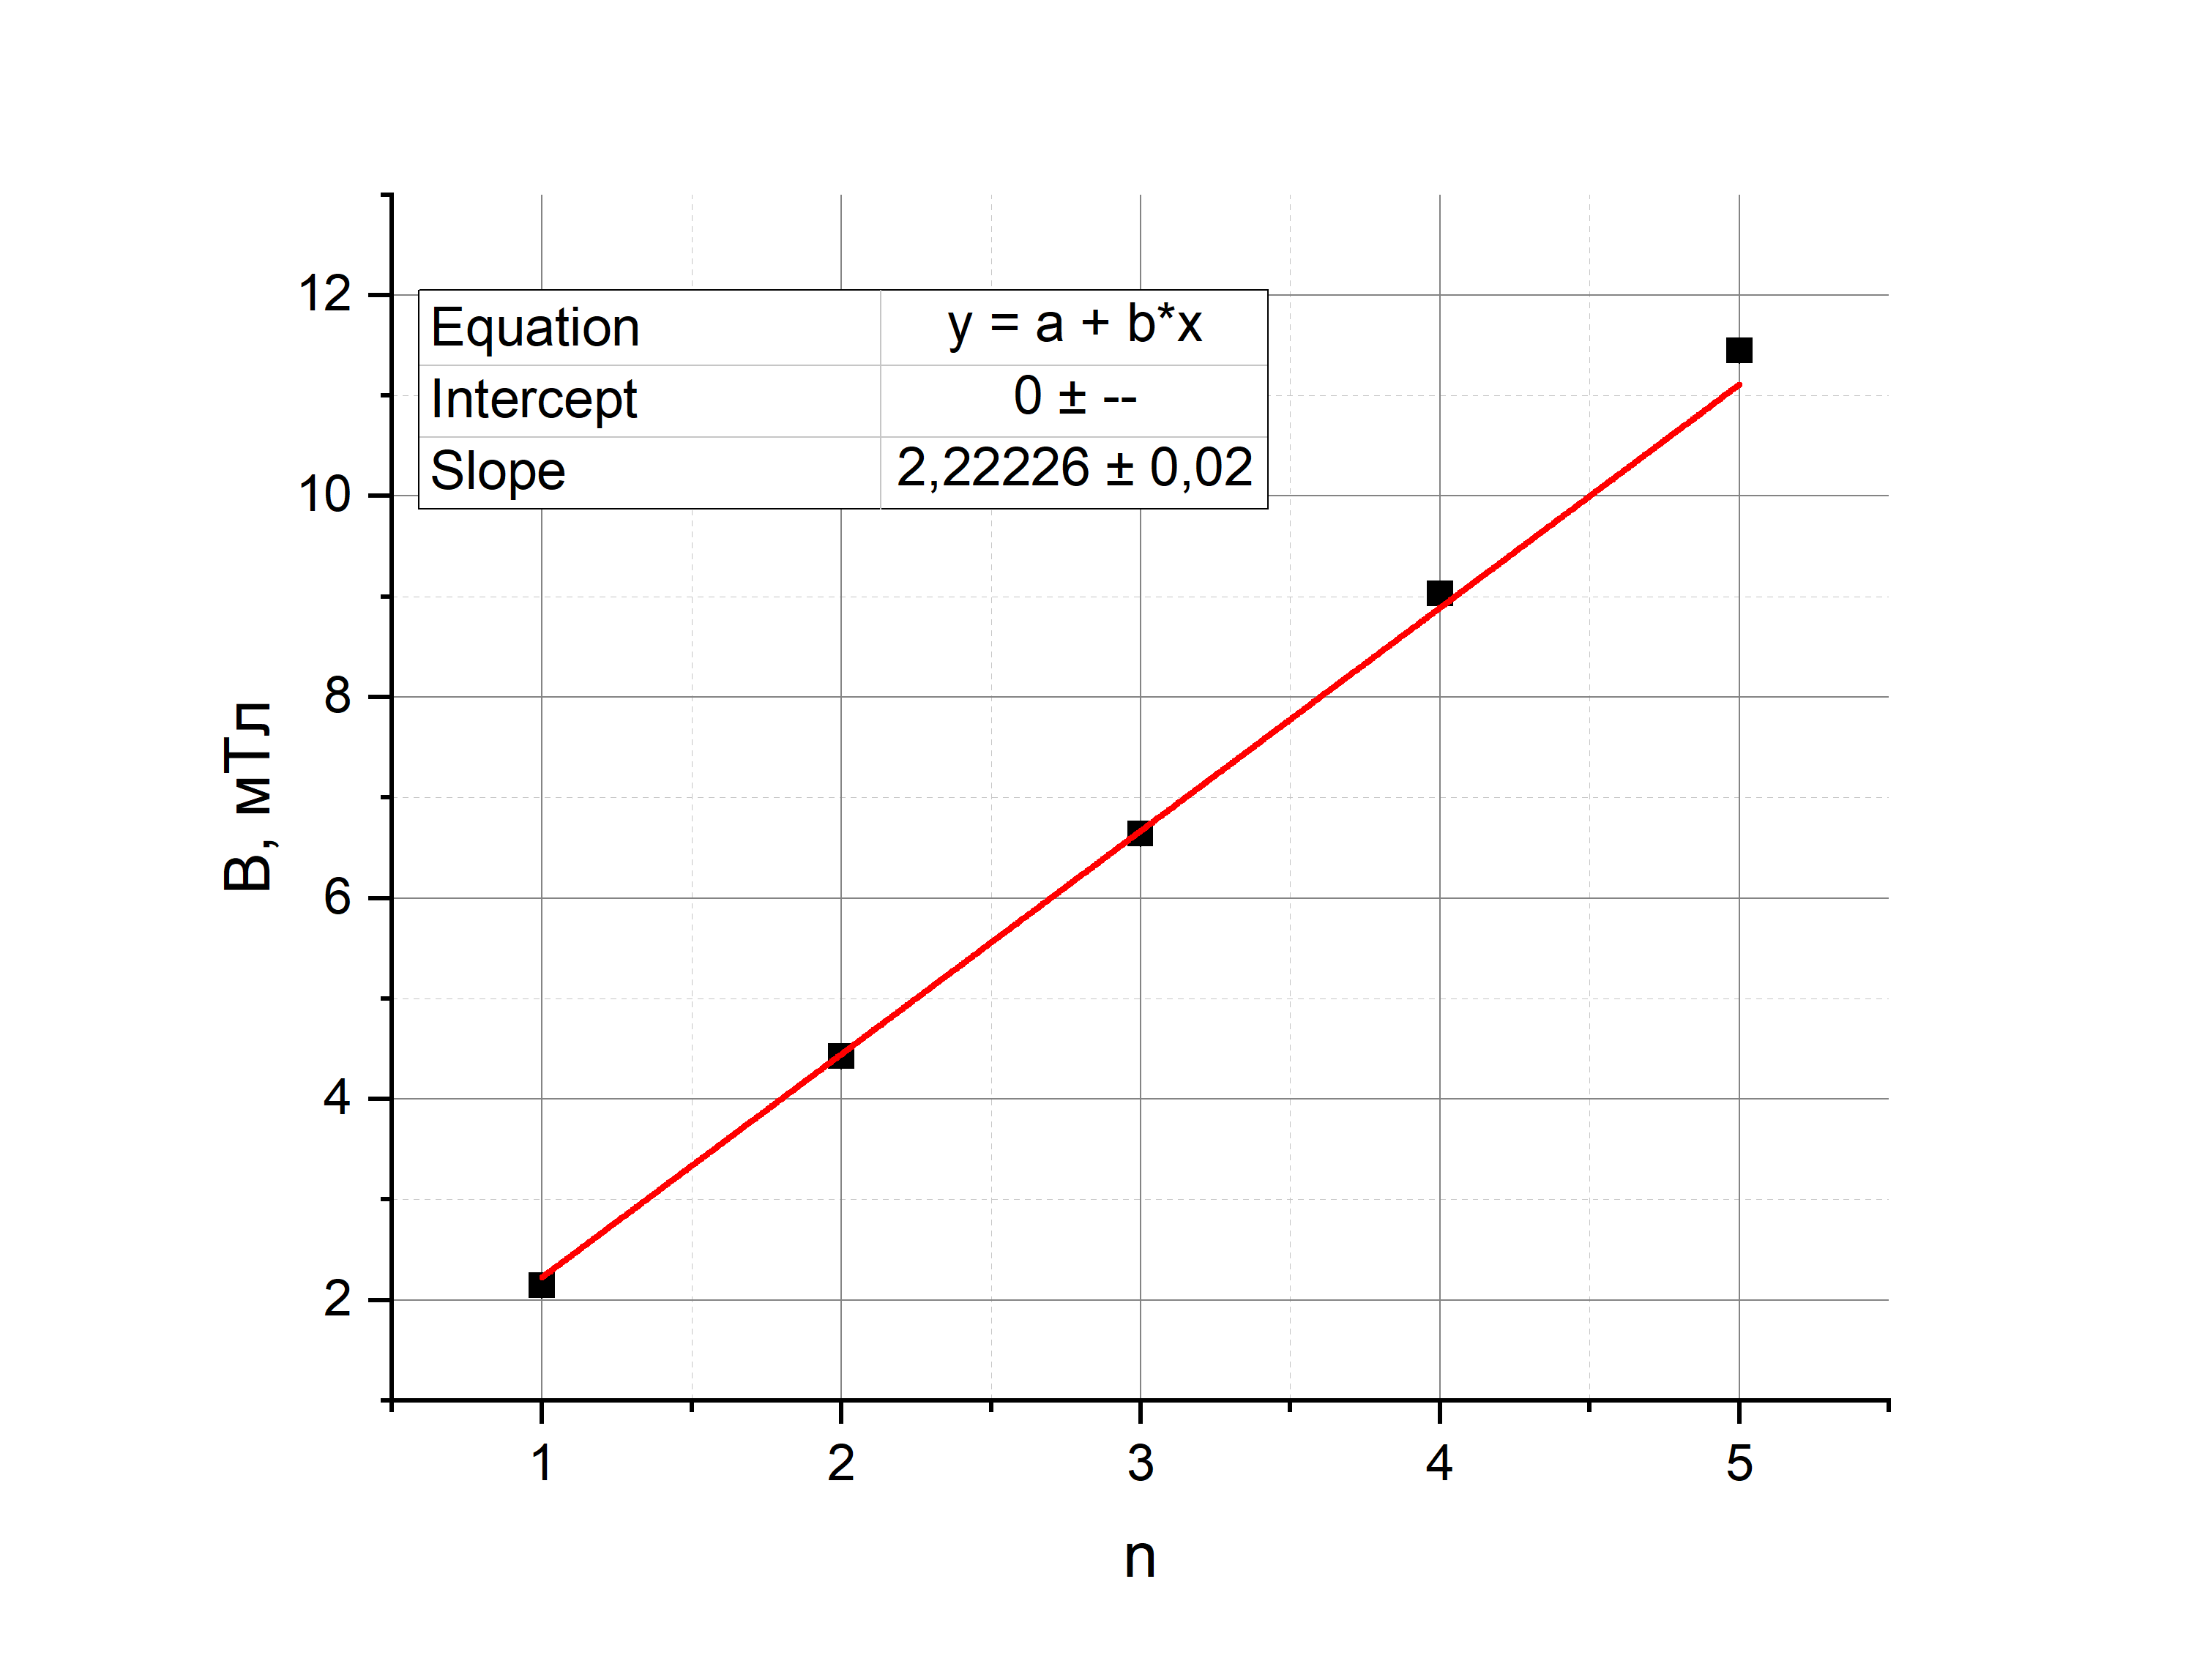 12
10
8
6
4
2
B, мТл
Equation y = a + b*x
Intercept 0 ± --
Slope 2,22226 ± 0,02
1 2 3 4 5
n